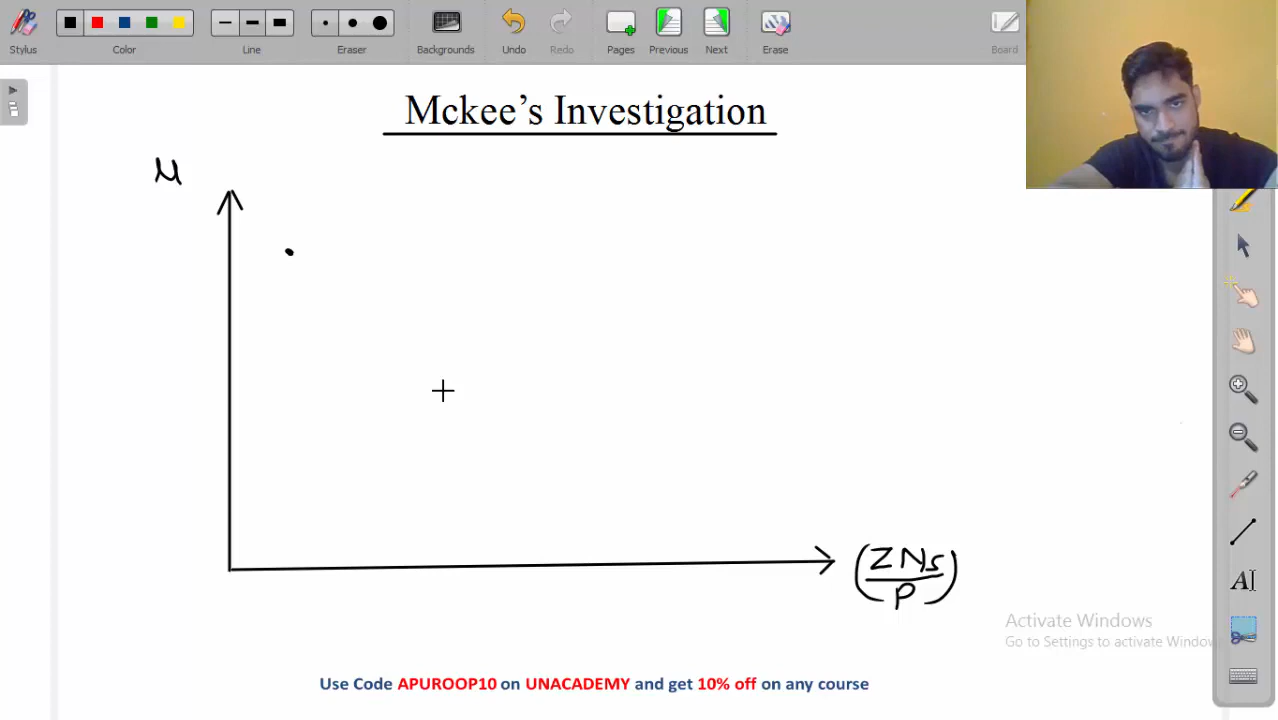 Stylus
Color
Line
Eraser
Backgrounds
Undo
Redo
Pages
Previous
Next
Erase
Board
Mckee's Investigation
μ
(ZNs/P)
A
Activate Windows
Go to Settings to activate Window
Use Code APUROOP10 on UNACADEMY and get 10% off on any course